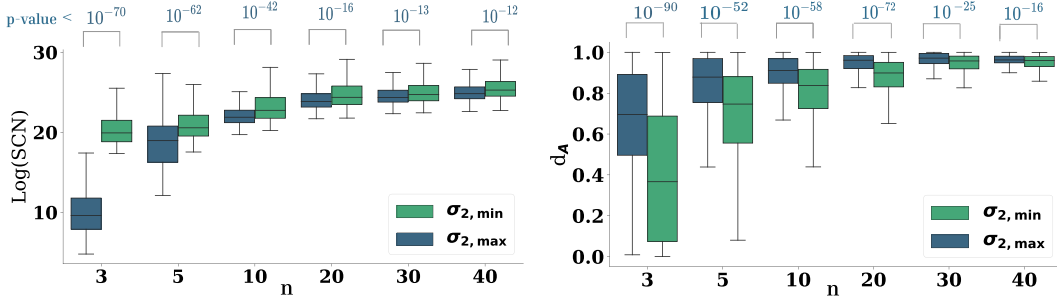 p-value < 10⁻⁷⁰ 10⁻⁶² 10⁻⁴² 10⁻¹⁶ 10⁻¹³ 10⁻¹²
30
20
10
Log(SCN)
σ₂,min
σ₂,max
3 5 10 20 30 40
n
10⁻⁹⁰ 10⁻⁵² 10⁻⁵⁸ 10⁻⁷² 10⁻²⁵ 10⁻¹⁶
1.0
0.8
0.6
0.4
0.2
0.0
d_A
σ₂,min
σ₂,max
3 5 10 20 30 40
n